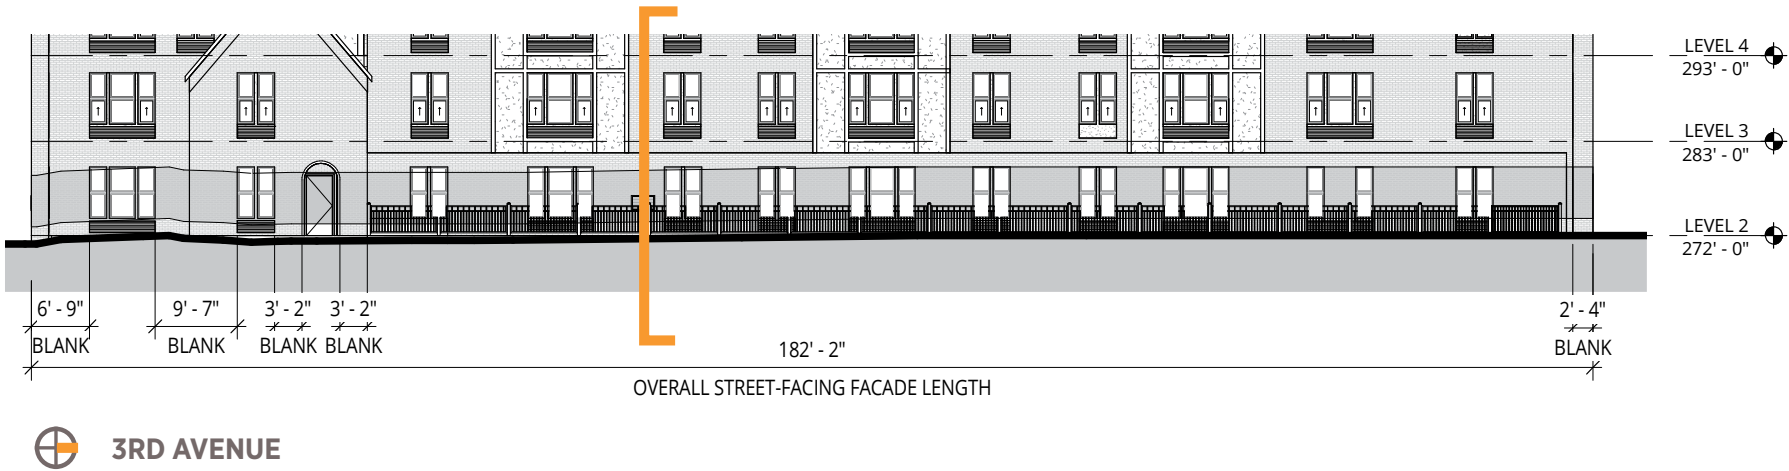 LEVEL 4
293' - 0"
LEVEL 3
283' - 0"
LEVEL 2
272' - 0"
6' - 9"
9' - 7"
3' - 2"
3' - 2"
2' - 4"
BLANK
BLANK
BLANK
BLANK
BLANK
182' - 2"
OVERALL STREET-FACING FACADE LENGTH
3RD AVENUE